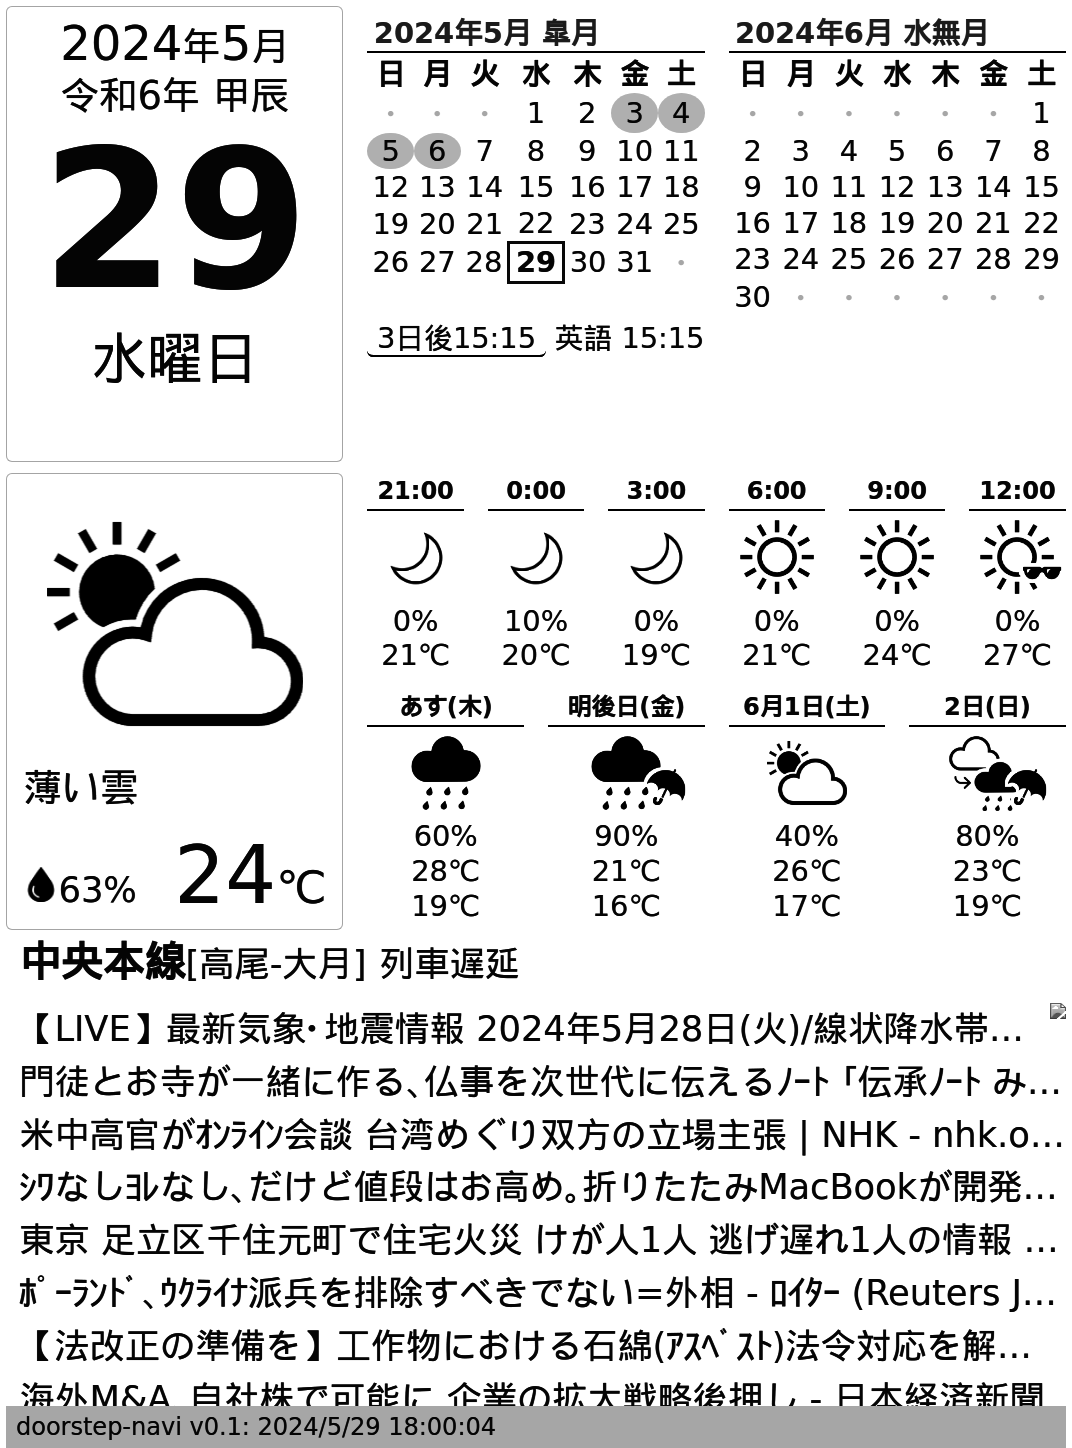 2024年5月
令和6年 甲辰
29
水曜日
2024年5月 皐月
日 月 火 水 木 金 土
・ ・ ・ 1 2 3 4
5 6 7 8 9 10 11
12 13 14 15 16 17 18
19 20 21 22 23 24 25
26 27 28 29 30 31 ・
2024年6月 水無月
日 月 火 水 木 金 土
・ ・ ・ ・ ・ ・ 1
2 3 4 5 6 7 8
9 10 11 12 13 14 15
16 17 18 19 20 21 22
23 24 25 26 27 28 29
30 ・ ・ ・ ・ ・ ・
3日後15:15 英語 15:15
薄い雲
63% 24℃
21:00 0:00 3:00 6:00 9:00 12:00
0% 10% 0% 0% 0% 0%
21℃ 20℃ 19℃ 21℃ 24℃ 27℃
あす(木) 明後日(金) 6月1日(土) 2日(日)
60% 90% 40% 80%
28℃ 21℃ 26℃ 23℃
19℃ 16℃ 17℃ 19℃
中央本線[高尾-大月] 列車遅延
【LIVE】最新気象･地震情報 2024年5月28日(火)/線状降水帯…
門徒とお寺が一緒に作る､仏事を次世代に伝えるﾉｰﾄ ｢伝承ﾉｰﾄ み…
米中高官がｵﾝﾗｲﾝ会談 台湾めぐり双方の立場主張 | NHK - nhk.o…
ｼﾜなしﾖﾚなし､だけど値段はお高め｡折りたたみMacBookが開発…
東京 足立区千住元町で住宅火災 けが人1人 逃げ遅れ1人の情報 …
ﾎﾟｰﾗﾝﾄﾞ､ｳｸﾗｲﾅ派兵を排除すべきでない=外相 - ﾛｲﾀｰ (Reuters J…
【法改正の準備を】工作物における石綿(ｱｽﾍﾞｽﾄ)法令対応を解…
海外M&A､自社株で可能に 企業の拡大戦略後押し - 日本経済新聞
doorstep-navi v0.1: 2024/5/29 18:00:04